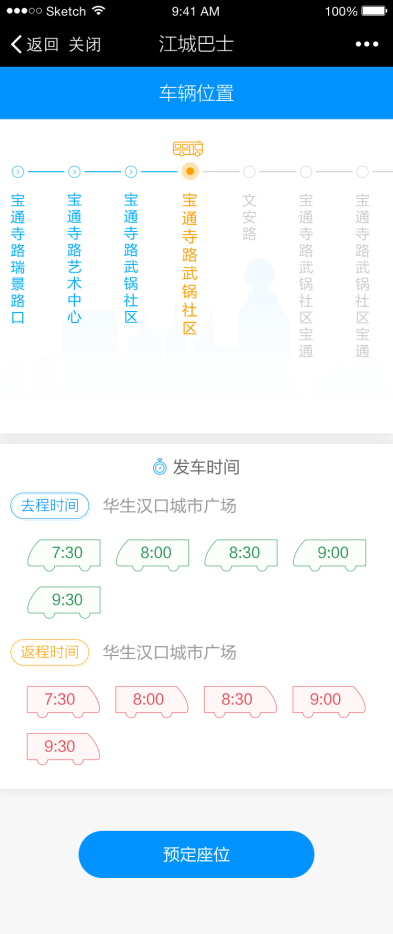 Sketch 9:41 AM 100%
返回 关闭 江城巴士
车辆位置
宝通寺路瑞景路口
宝通寺路艺术中心
宝通寺路武锅社区
宝通寺路武锅社区
文安路
宝通寺路武锅社区宝通
宝通寺路武锅社区宝通
发车时间
去程时间 华生汉口城市广场
7:30 8:00 8:30 9:00
9:30
返程时间 华生汉口城市广场
7:30 8:00 8:30 9:00
9:30
预定座位